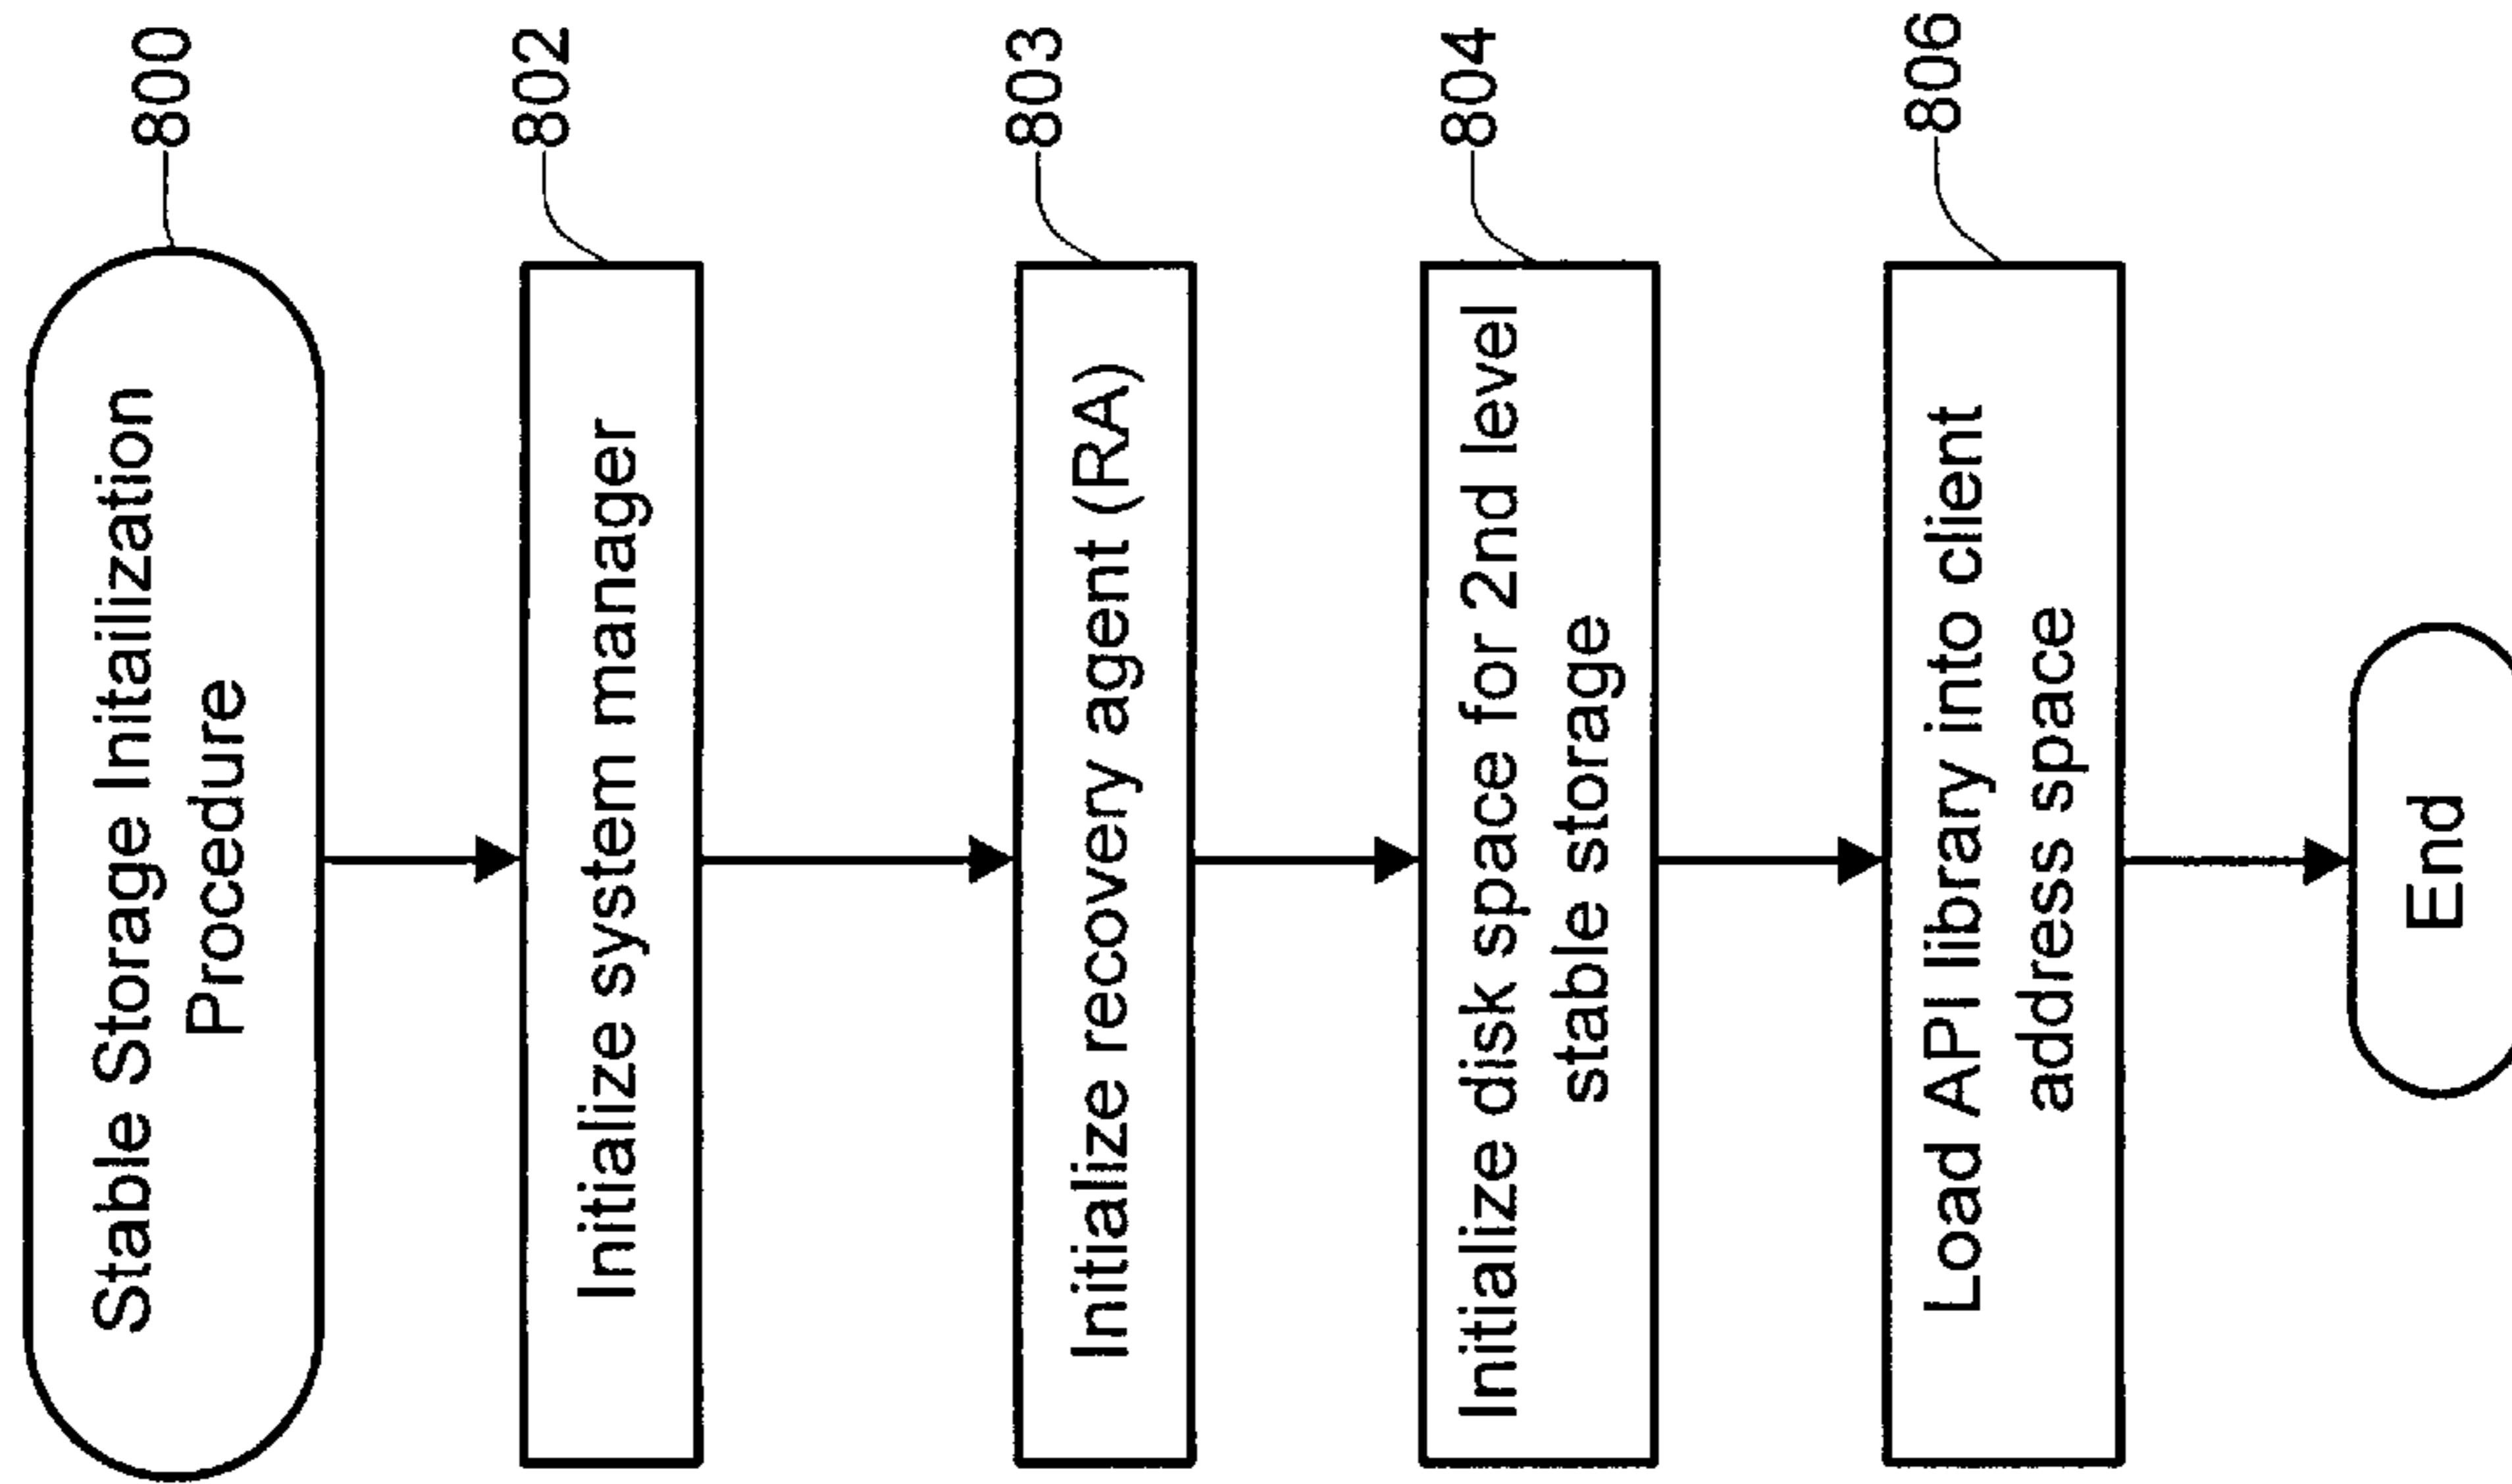 Stable Storage Initailization
Procedure
800
Initialize system manager
802
Initialize recovery agent (RA)
803
Initialize disk space for 2nd level
stable storage
804
Load API library into client
address space
806
End